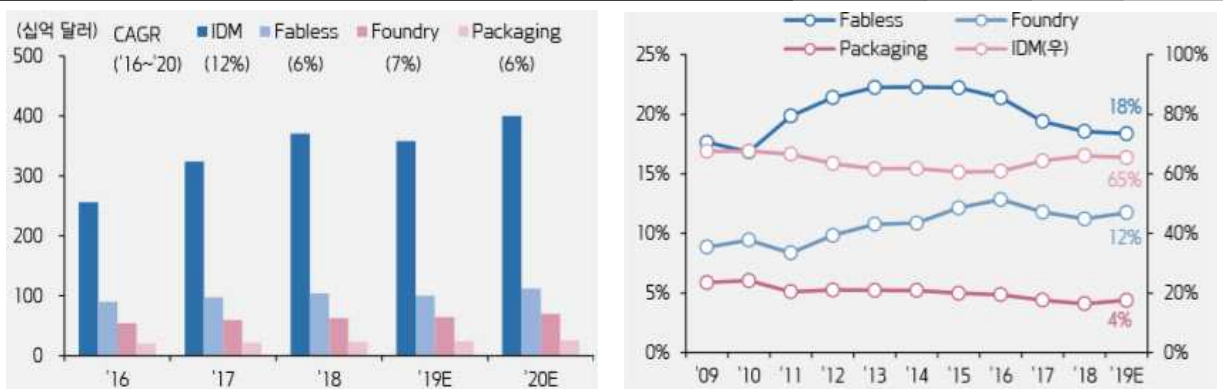 (십억 달러) CAGR IDM Fabless Foundry Packaging
('16~'20) (12%) (6%) (7%) (6%)
500
400
300
200
100
0
'16 '17 '18 '19E '20E
Fabless Foundry
Packaging IDM(우)
25% 100%
20% 80%
15% 60%
10% 40%
5% 20%
0% 0%
18%
65%
12%
4%
'09 '10 '11 '12 '13 '14 '15 '16 '17 '18 '19E